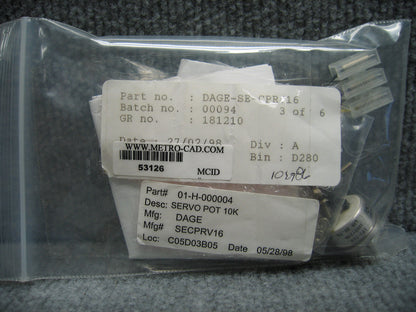 Part no. : DAGE-SE-CPRV16
Batch no. : 00094 3 of 6
GR no. : 181210
Date : 27/02/98 Div : A
Bin : D280
WWW.METRO-CAD.COM
53126 MCID
Part# 01-H-000004
Desc: SERVO POT 10K
Mfg: DAGE
Mfg# SECPRV16
Loc: C05D03B05 Date 05/28/98